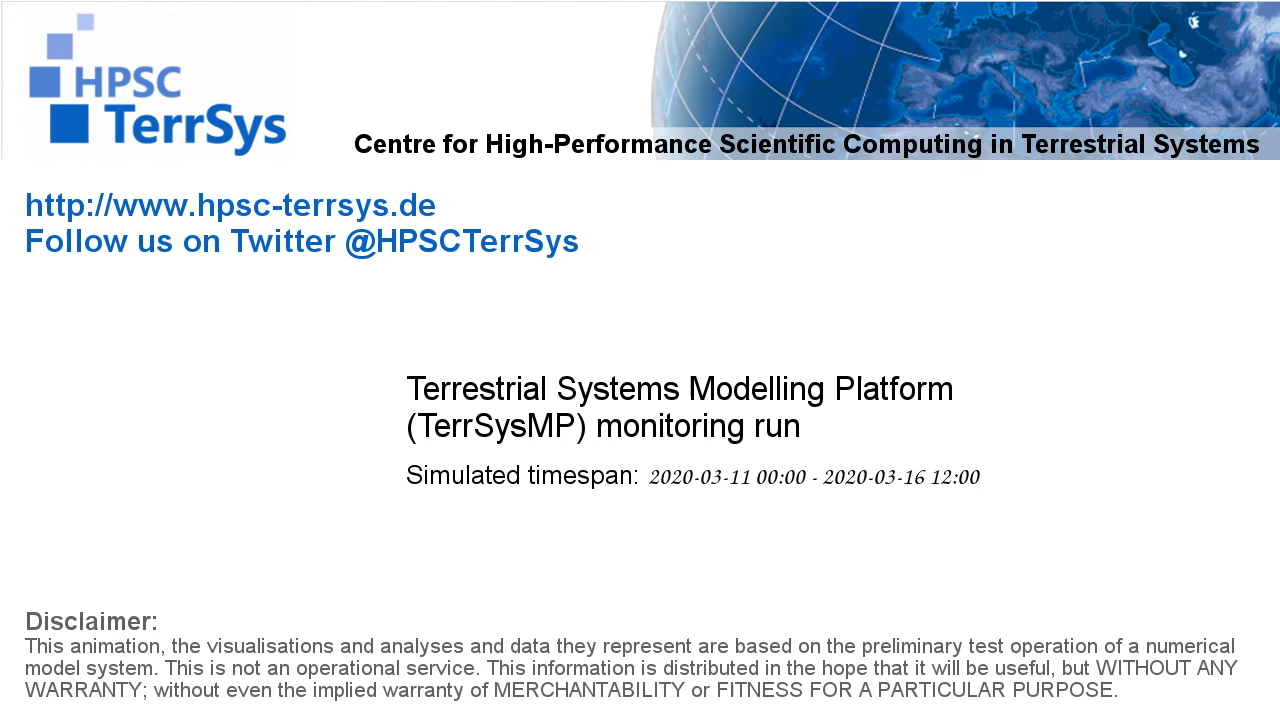 HPSC
TerrSys
Centre for High-Performance Scientific Computing in Terrestrial Systems
http://www.hpsc-terrsys.de
Follow us on Twitter @HPSCTerrSys
Terrestrial Systems Modelling Platform
(TerrSysMP) monitoring run
Simulated timespan: 2020-03-11 00:00 - 2020-03-16 12:00
Disclaimer:
This animation, the visualisations and analyses and data they represent are based on the preliminary test operation of a numerical
model system. This is not an operational service. This information is distributed in the hope that it will be useful, but WITHOUT ANY
WARRANTY; without even the implied warranty of MERCHANTABILITY or FITNESS FOR A PARTICULAR PURPOSE.